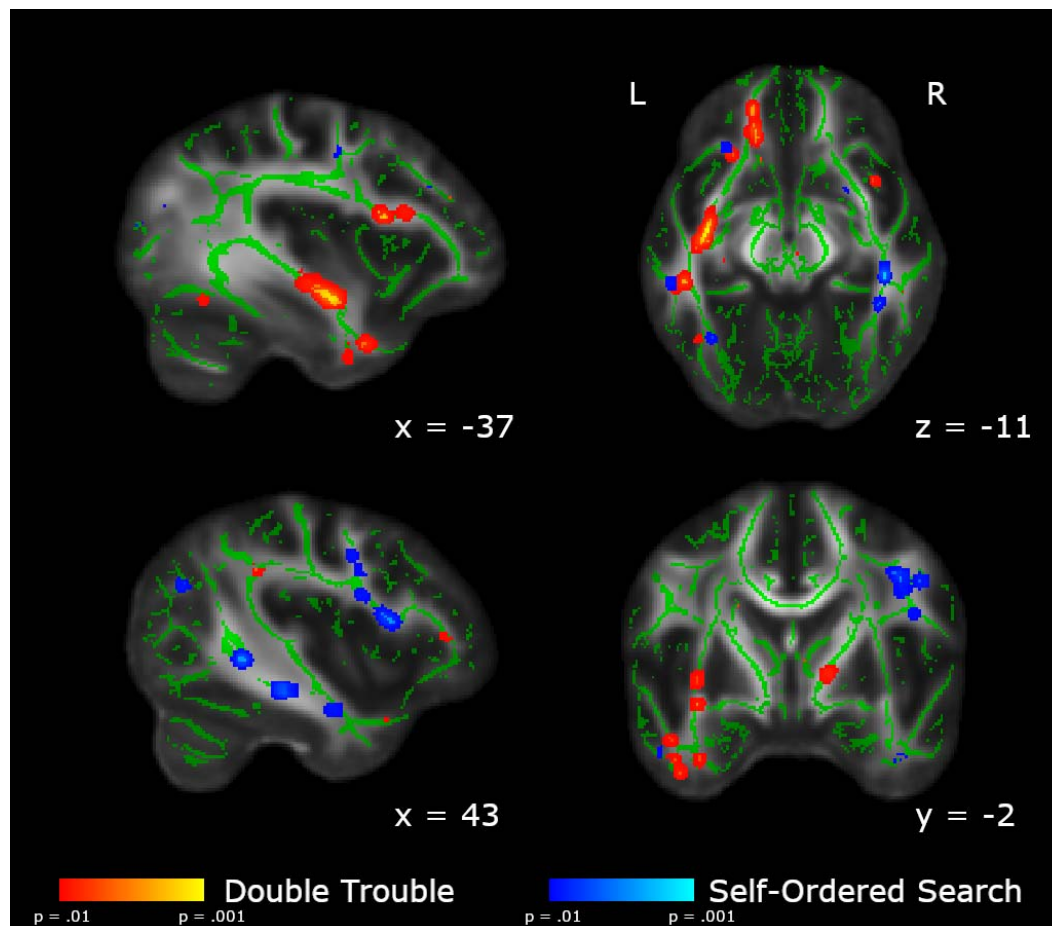 L R
x = -37
z = -11
x = 43
y = -2
Double Trouble
p = .01 p = .001
Self-Ordered Search
p = .01 p = .001